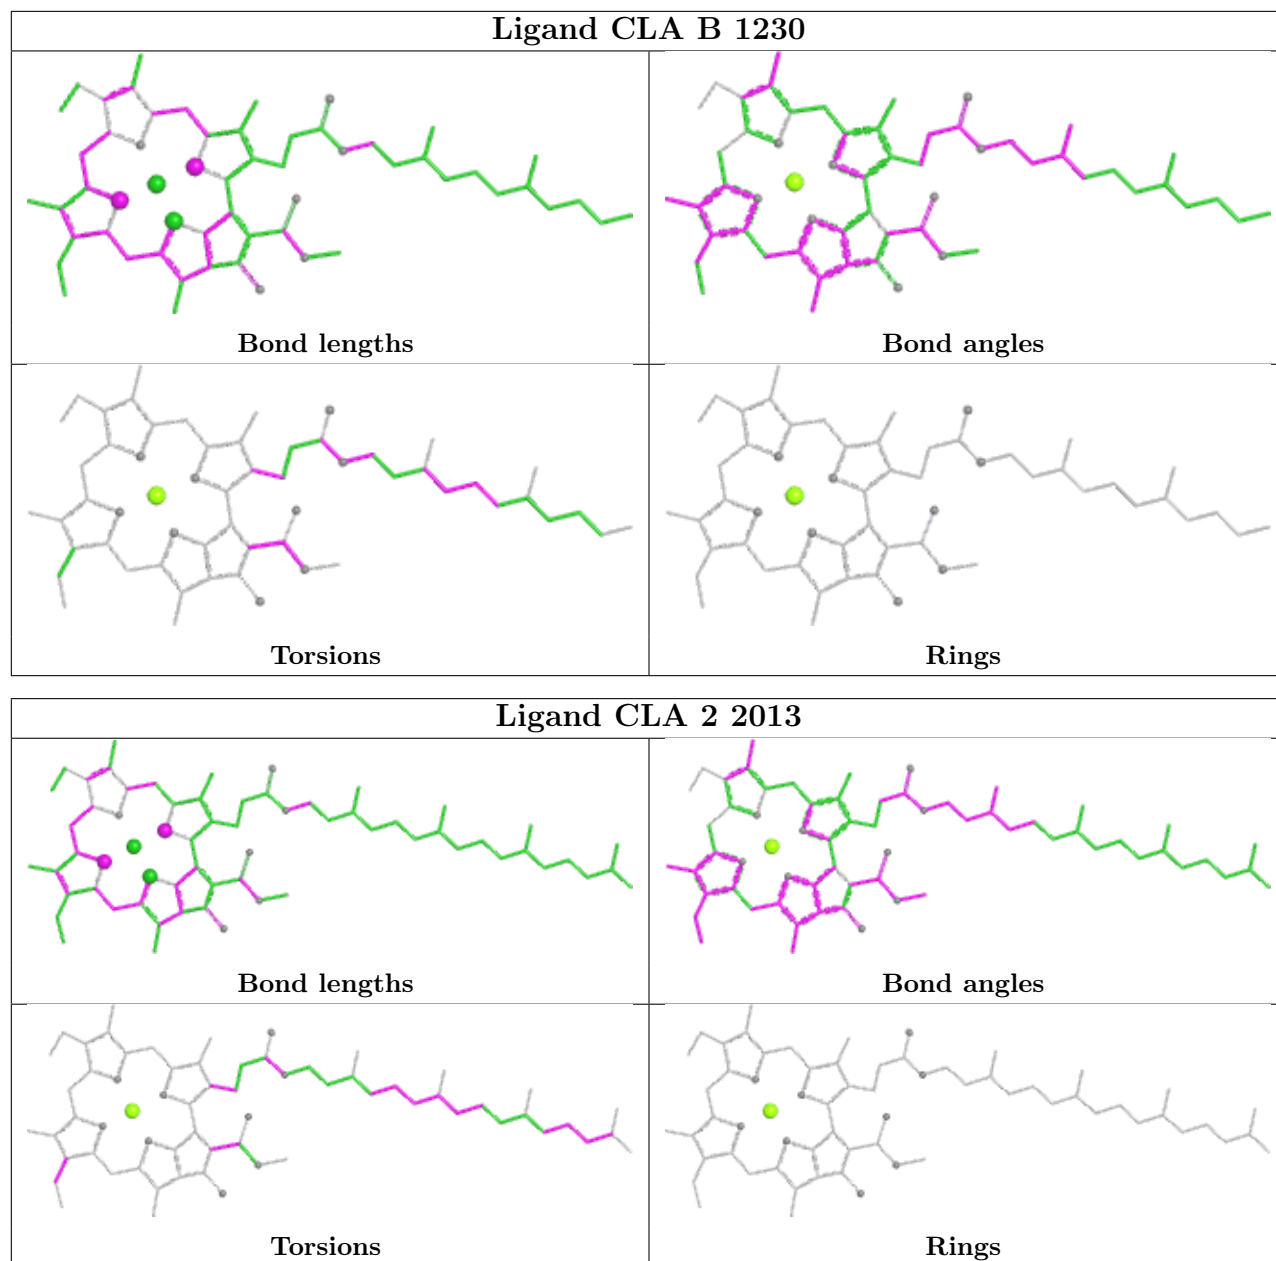 Ligand CLA B 1230
Bond lengths
Bond angles
Torsions
Rings
Ligand CLA 2 2013
Bond lengths
Bond angles
Torsions
Rings